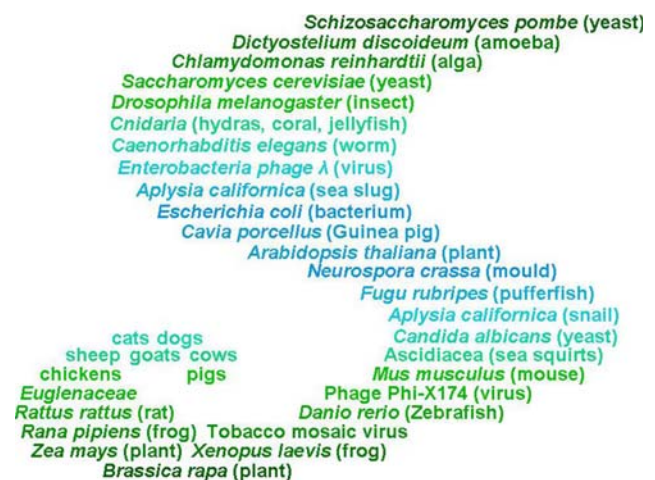 Schizosaccharomyces pombe (yeast)
Dictyostelium discoideum (amoeba)
Chlamydomonas reinhardtii (alga)
Saccharomyces cerevisiae (yeast)
Drosophila melanogaster (insect)
Cnidaria (hydras, coral, jellyfish)
Caenorhabditis elegans (worm)
Enterobacteria phage λ (virus)
Aplysia californica (sea slug)
Escherichia coli (bacterium)
Cavia porcellus (Guinea pig)
Arabidopsis thaliana (plant)
Neurospora crassa (mould)
Fugu rubripes (pufferfish)
Aplysia californica (snail)
cats dogs Candida albicans (yeast)
sheep goats cows Ascidiacea (sea squirts)
chickens pigs Mus musculus (mouse)
Euglenaceae Phage Phi-X174 (virus)
Rattus rattus (rat) Danio rerio (Zebrafish)
Rana pipiens (frog) Tobacco mosaic virus
Zea mays (plant) Xenopus laevis (frog)
Brassica rapa (plant)